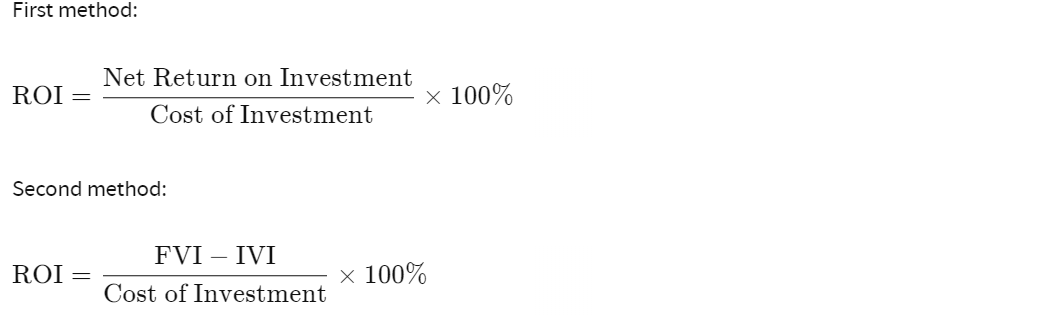 First method:
ROI = Net Return on Investment / Cost of Investment × 100%
Second method:
ROI = FVI − IVI / Cost of Investment × 100%